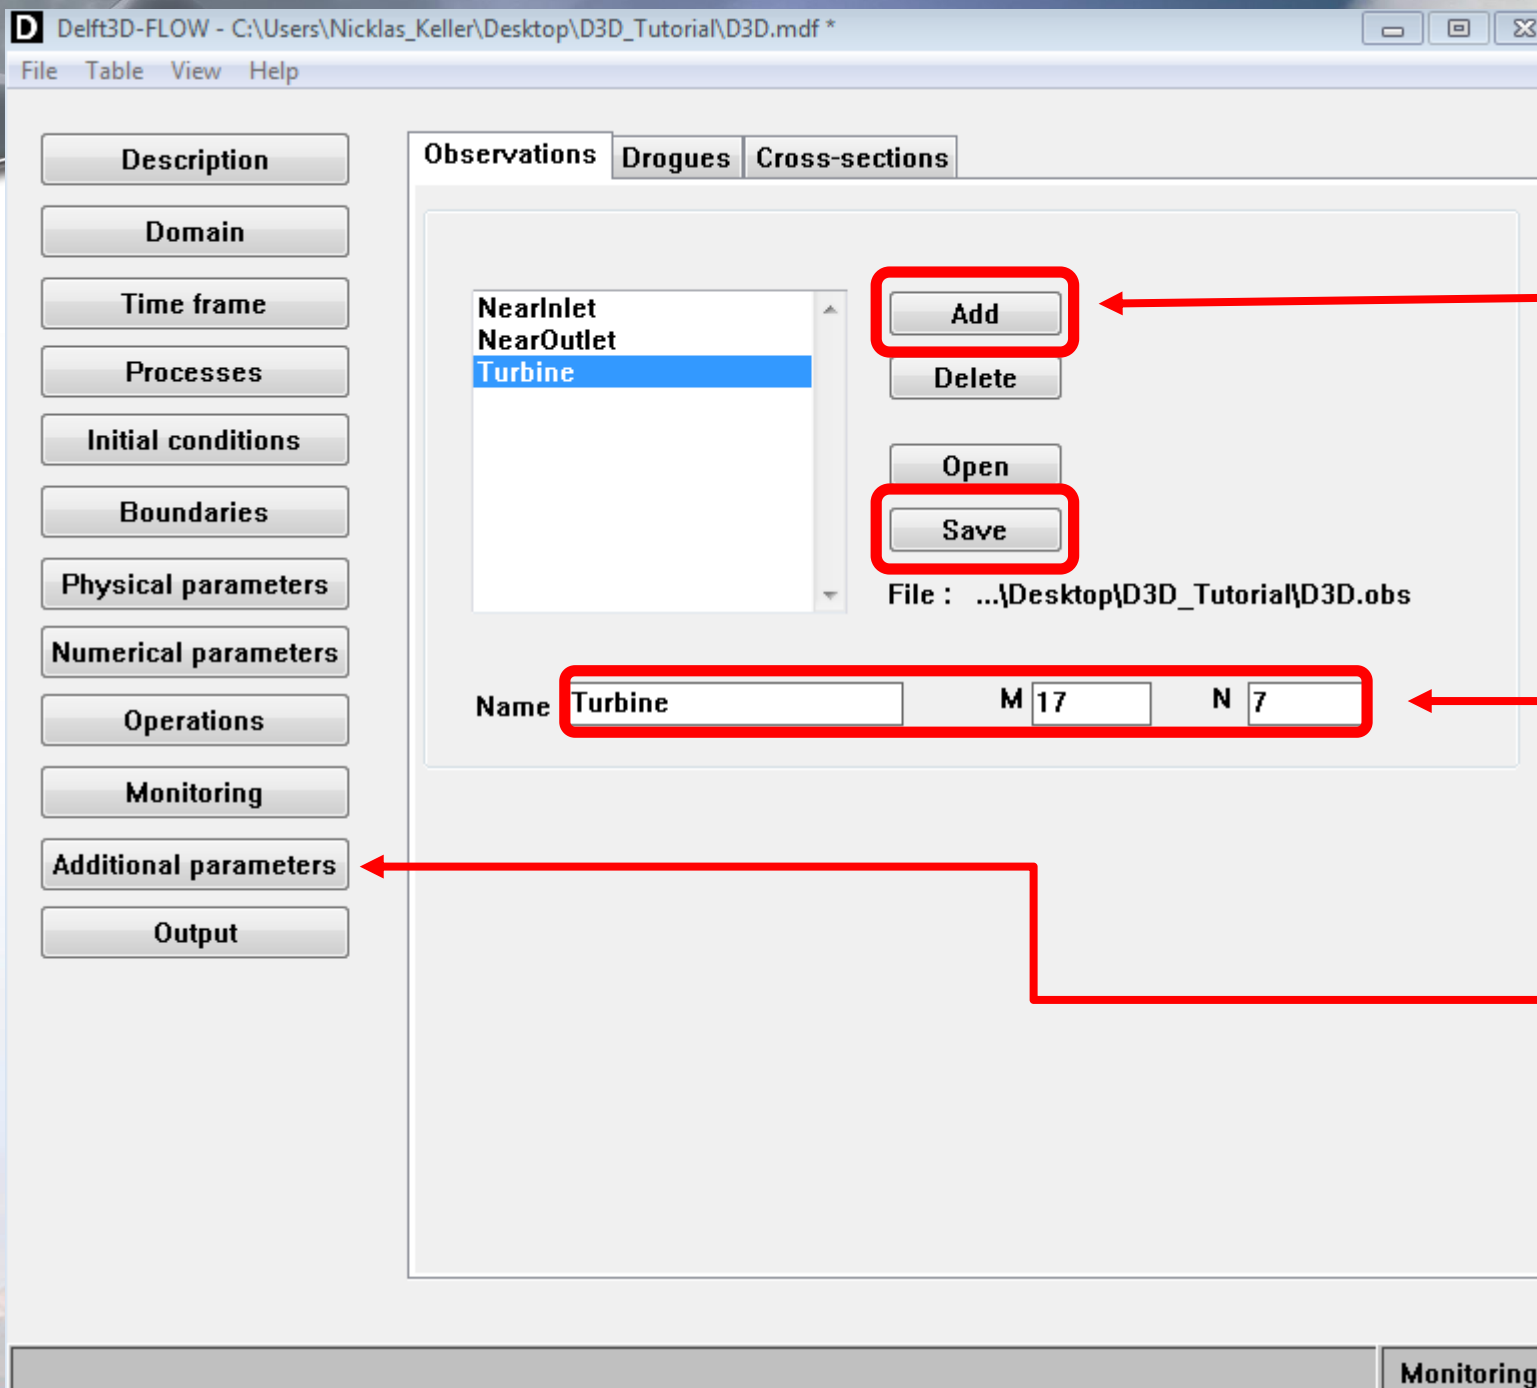 D Delft3D-FLOW - C:\Users\Nicklas_Keller\Desktop\D3D_Tutorial\D3D.mdf *
File Table View Help
Description
Domain
Time frame
Processes
Initial conditions
Boundaries
Physical parameters
Numerical parameters
Operations
Monitoring
Additional parameters
Output
Observations Drogues Cross-sections
NearInlet
NearOutlet
Turbine
Add
Delete
Open
Save
File : ...\Desktop\D3D_Tutorial\D3D.obs
Name Turbine M 17 N 7
Monitoring